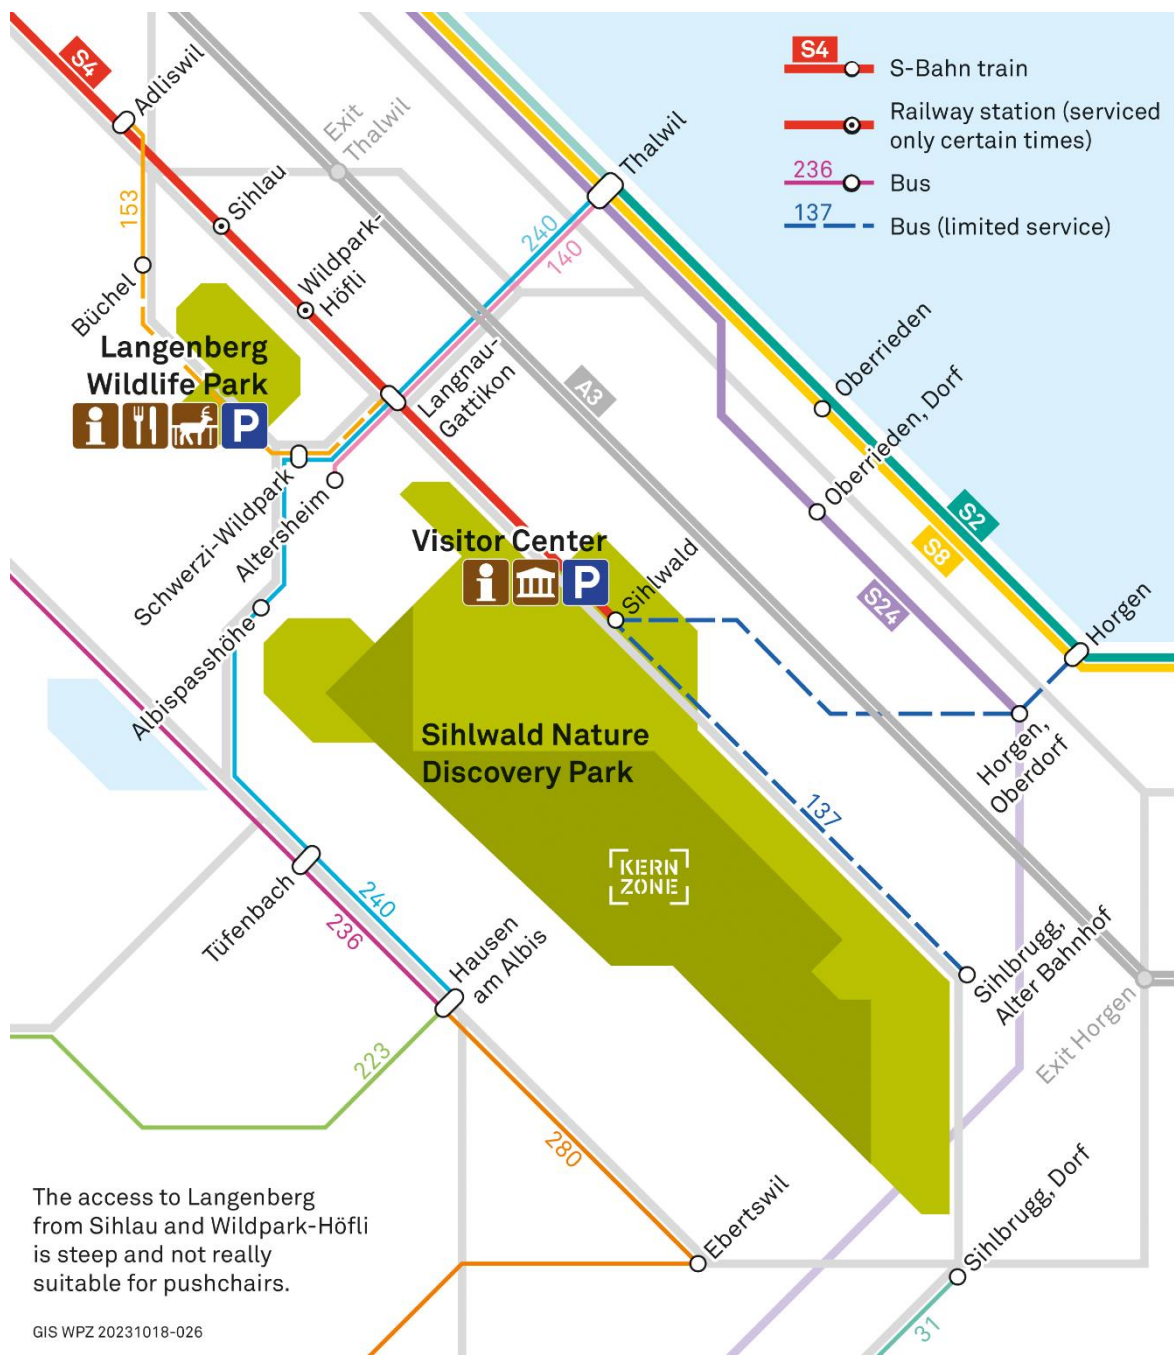 S4
S-Bahn train
Railway station (serviced
only certain times)
236
Bus
137
Bus (limited service)
S4
Adliswil
Exit
Thalwil
Thalwil
153
Sihlau
Wildpark-
Höfli
240
140
Büchel
Langenberg
Wildlife Park
i
P
Langnau-
Gattikon
A3
Oberrieden
Oberrieden, Dorf
Schwerzi-Wildpark
Altersheim
S2
S8
S24
Visitor Center
i
P
Sihlwald
Horgen
Albispasshöhe
Horgen,
Oberdorf
Sihlwald Nature
Discovery Park
137
KERN
ZONE
Tüfenbach
240
236
Hausen
am Albis
Sihlbrugg,
Alter Bahnhof
Exit Horgen
223
280
Ebertswil
Sihlbrugg, Dorf
31
The access to Langenberg
from Sihlau and Wildpark-Höfli
is steep and not really
suitable for pushchairs.
GIS WPZ 20231018-026